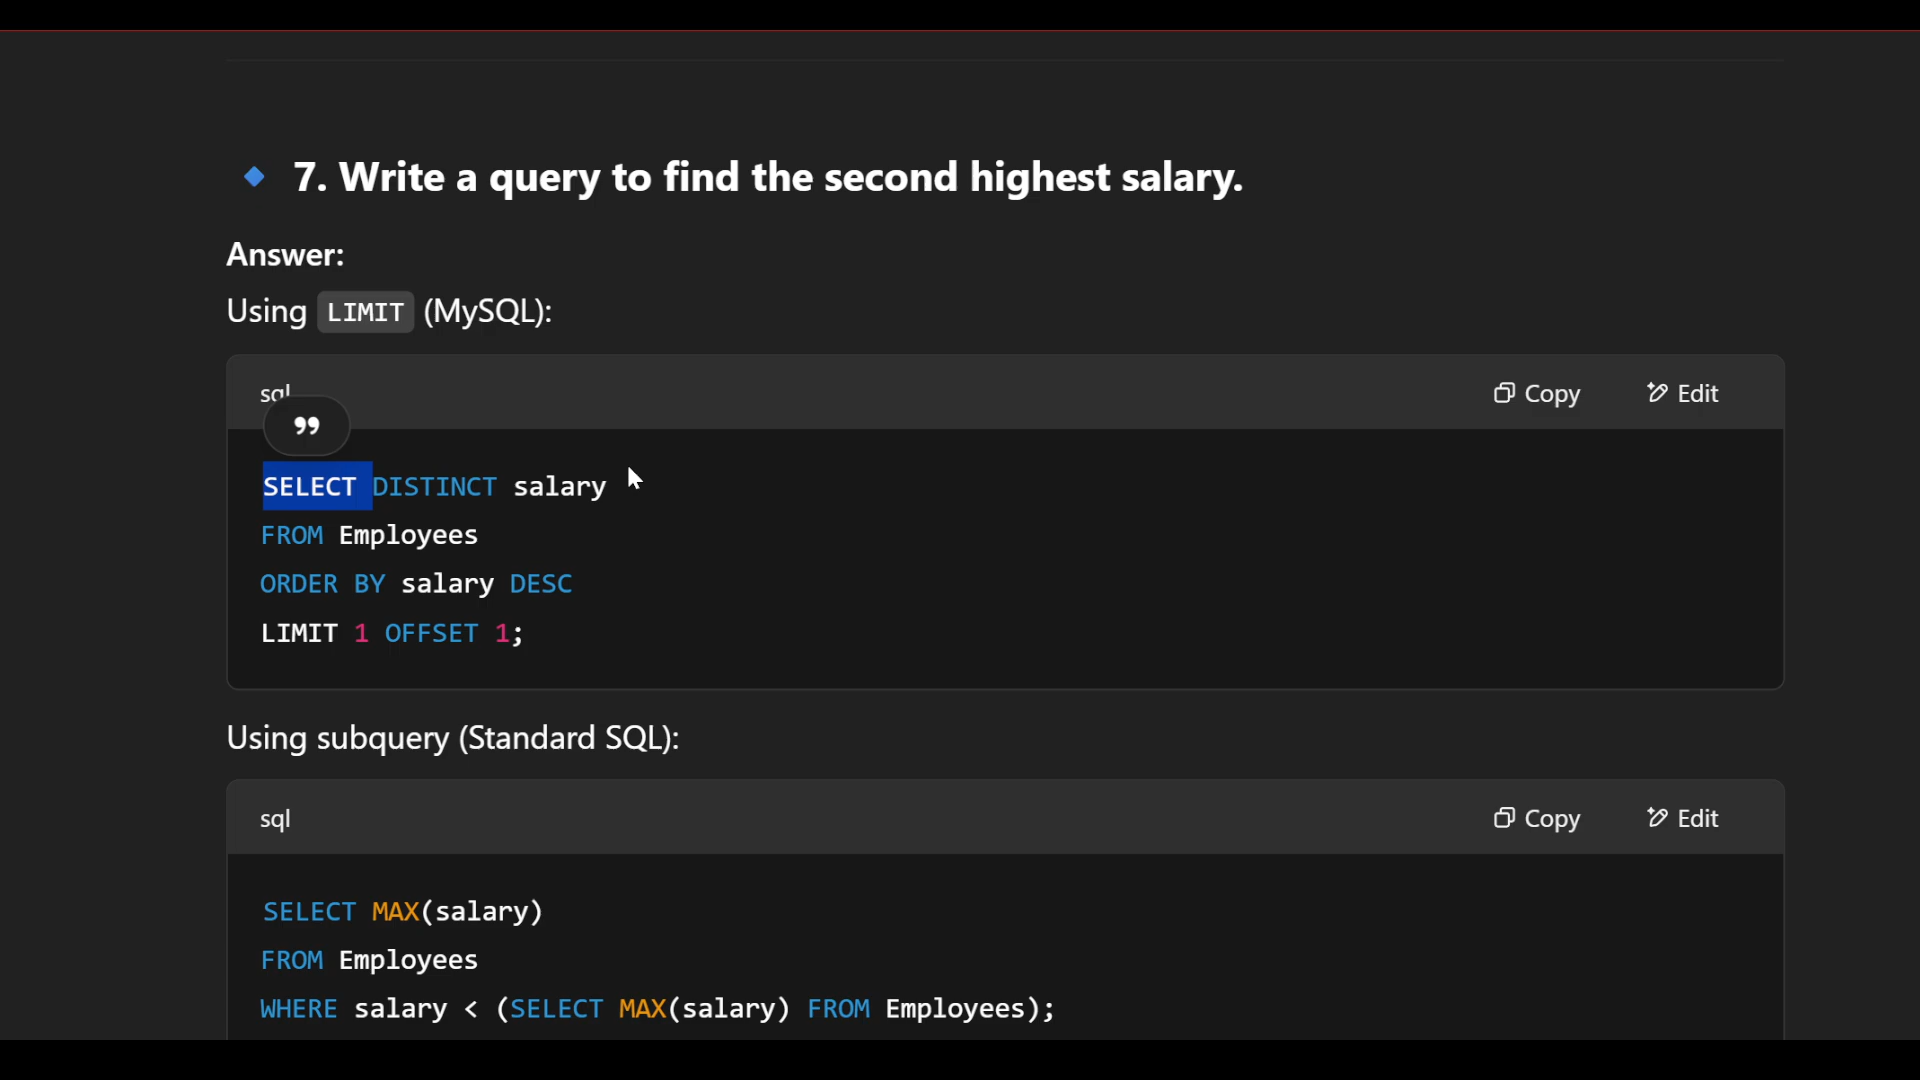 7. Write a query to find the second highest salary.
Answer:
Using LIMIT (MySQL):
sql Copy Edit
SELECT DISTINCT salary
FROM Employees
ORDER BY salary DESC
LIMIT 1 OFFSET 1;
Using subquery (Standard SQL):
sql Copy Edit
SELECT MAX(salary)
FROM Employees
WHERE salary < (SELECT MAX(salary) FROM Employees);